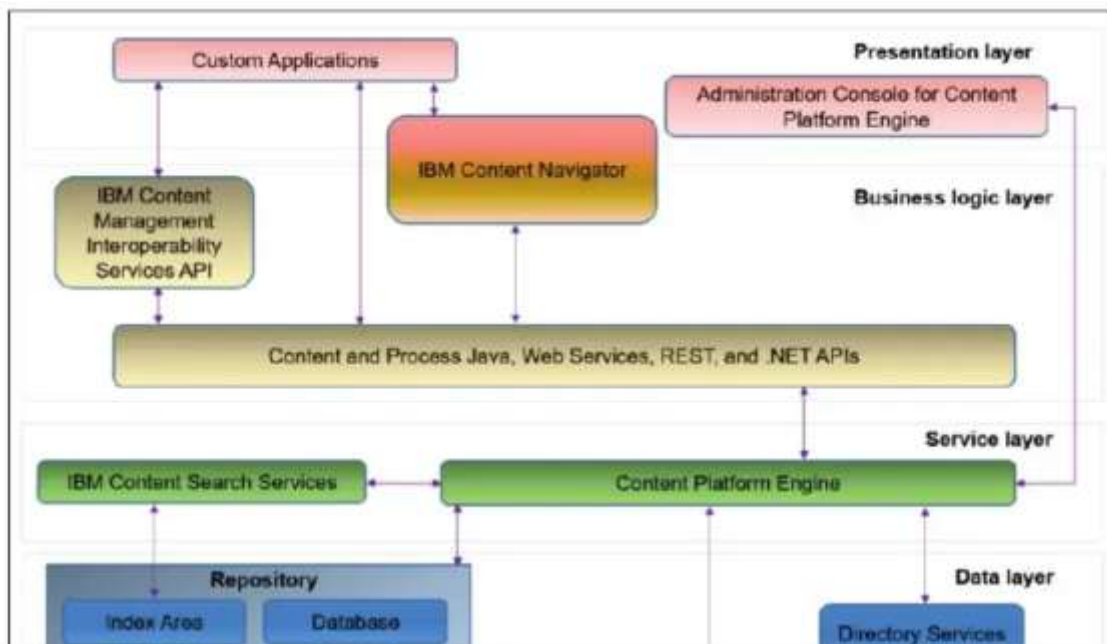 Presentation layer
Custom Applications
Administration Console for Content
Platform Engine
IBM Content Navigator
Business logic layer
IBM Content
Management
Interoperability
Services API
Content and Process Java, Web Services, REST, and .NET APIs
Service layer
IBM Content Search Services
Content Platform Engine
Data layer
Repository
Index Area
Database
Directory Services